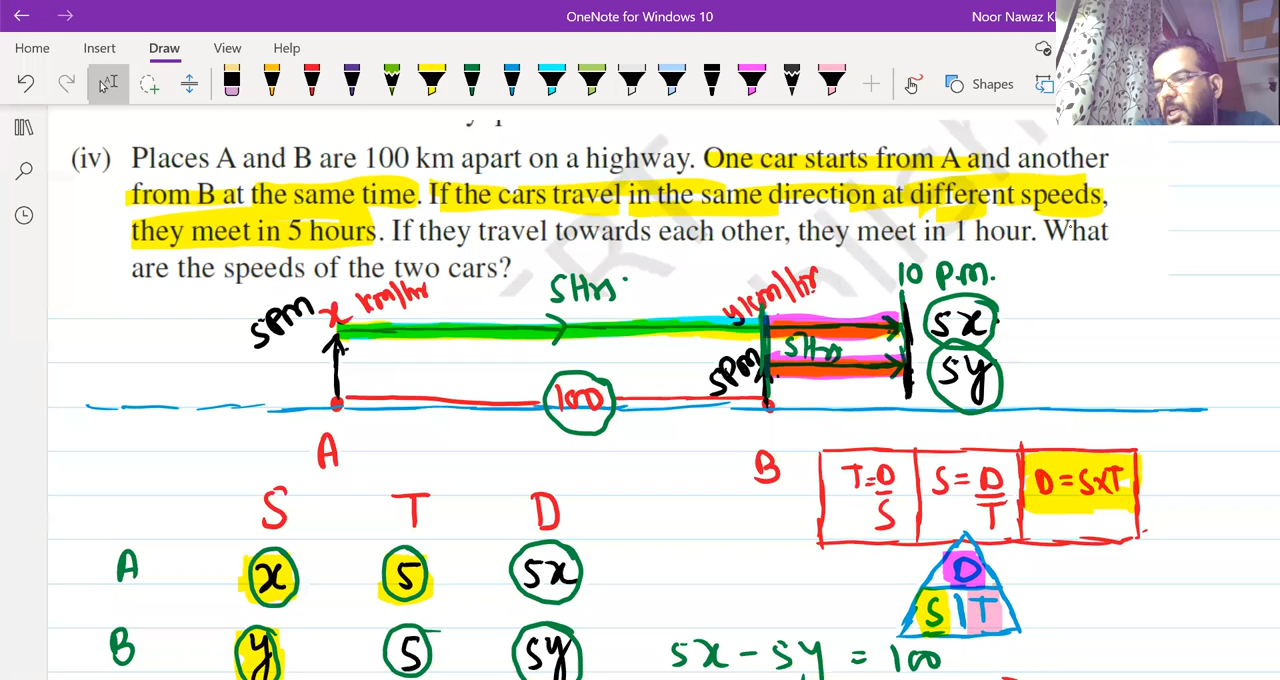 OneNote for Windows 10
Noor Nawaz Kh
Home Insert Draw View Help
Shapes
(iv) Places A and B are 100 km apart on a highway. One car starts from A and another
from B at the same time. If the cars travel in the same direction at different speeds,
they meet in 5 hours. If they travel towards each other, they meet in 1 hour. What
are the speeds of the two cars?
5PM x km/hr 5Hrs. y km/hr 10 P.M.
5x
5PM 5Hrs 5y
100
A B
T=D/S S=D/T D=SXT
S T D
D
A x 5 5x
S T
B y 5 5y
5x - 5y = 100